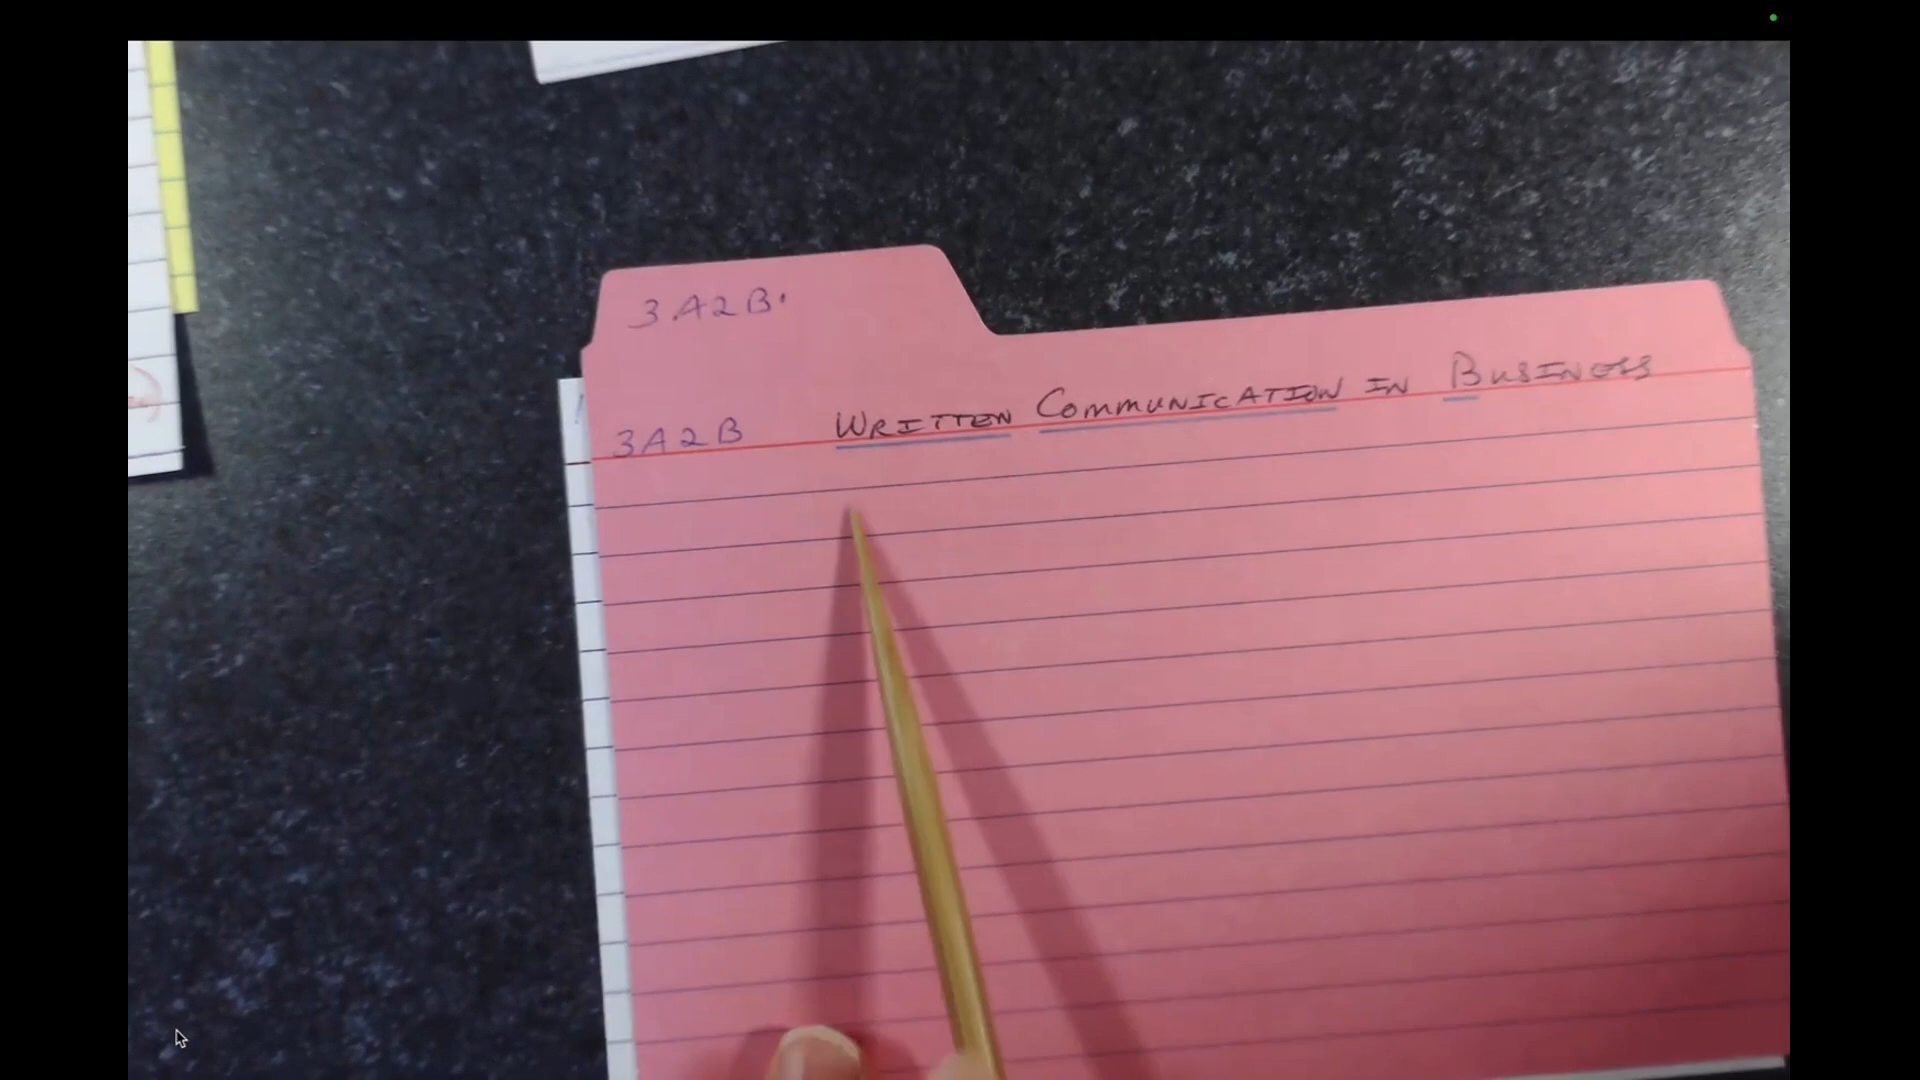 3A2B.
3A2B WRITTEN COMMUNICATION IN BUSINESS